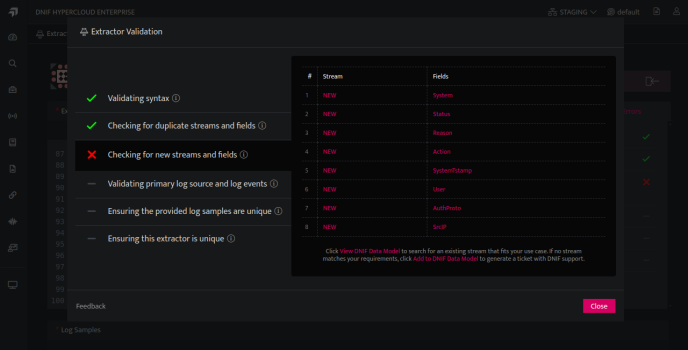 DNIF HYPERCLOUD ENTERPRISE
STAGING
default
Extractor Validation
Validating syntax
Checking for duplicate streams and fields
Checking for new streams and fields
Validating primary log source and log events
Ensuring the provided log samples are unique
Ensuring this extractor is unique
# Stream Fields
1 NEW System
2 NEW Status
3 NEW Reason
4 NEW Action
5 NEW SystemTstamp
6 NEW User
7 NEW AuthProto
8 NEW SrcIP
Click View DNIF Data Model to search for an existing stream that fits your use case. If no stream
matches your requirements, click Add to DNIF Data Model to generate a ticket with DNIF support.
87
88
89
90
91
92
93
94
95
96
97
98
99
100
Feedback
Close
Log Samples